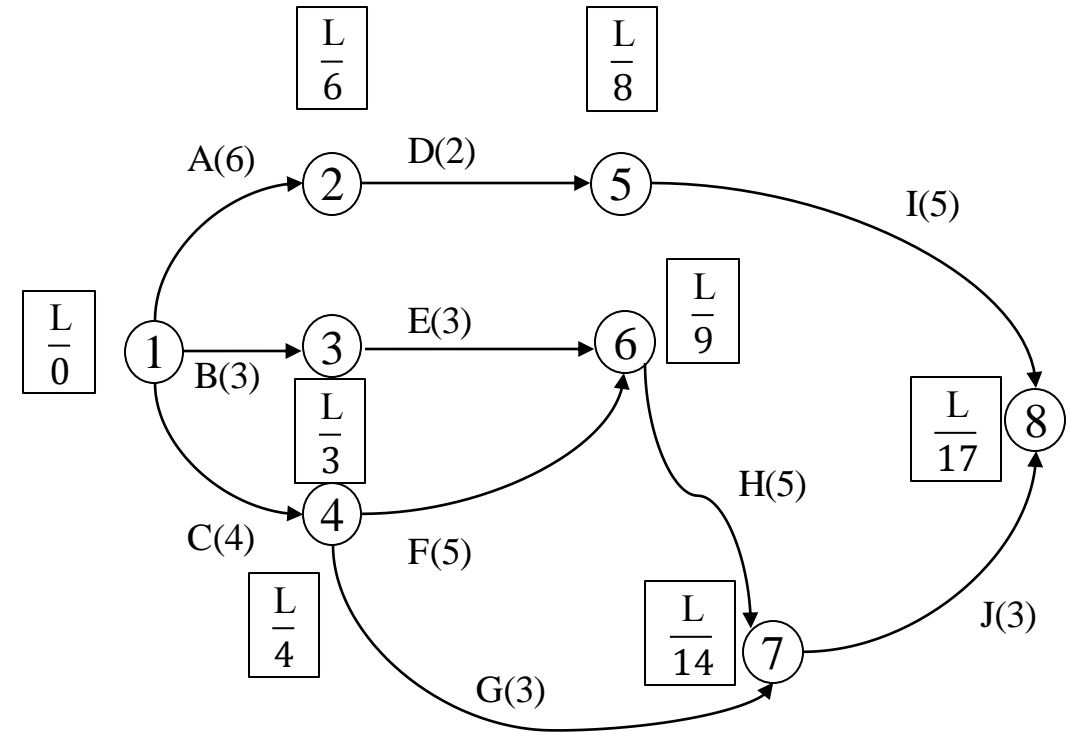 L
6
L
8
A(6)
2
D(2)
5
I(5)
L
0
1
B(3)
3
E(3)
6
L
9
L
3
L
17
8
C(4)
4
F(5)
H(5)
L
4
L
14
7
J(3)
G(3)